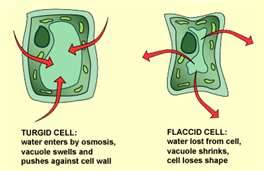 TURGID CELL:
water enters by osmosis,
vacuole swells and
pushes against cell wall
FLACCID CELL:
water lost from cell,
vacuole shrinks,
cell loses shape